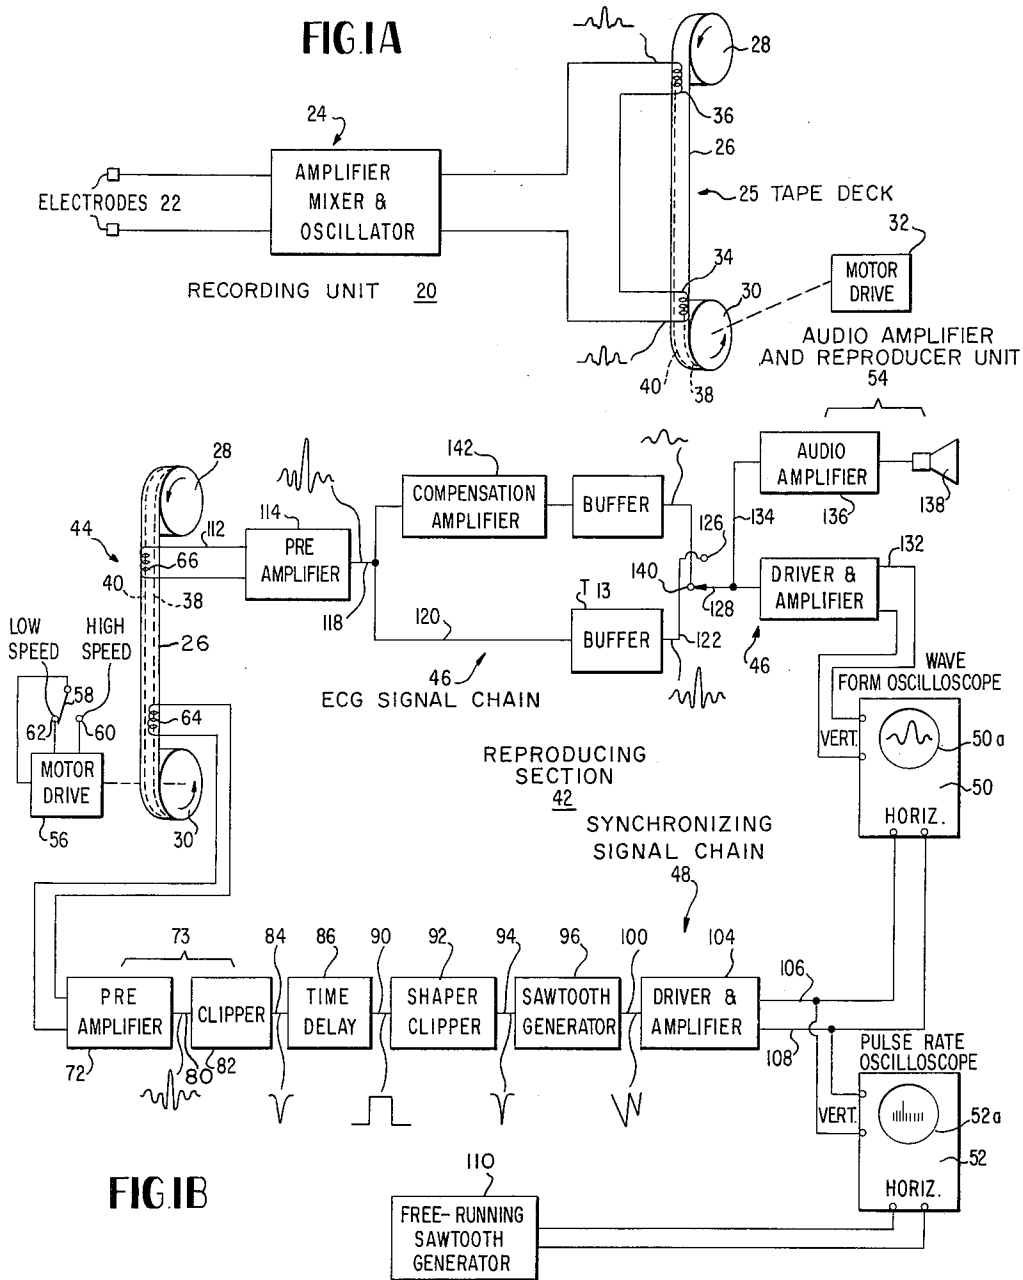 FIG.1A
28
24
36
AMPLIFIER
MIXER &
OSCILLATOR
26
ELECTRODES 22
25 TAPE DECK
32
34
30
MOTOR
DRIVE
RECORDING UNIT 20
40
38
AUDIO AMPLIFIER
AND REPRODUCER UNIT
54
28
142
AUDIO
AMPLIFIER
112
114
COMPENSATION
AMPLIFIER
BUFFER
126
134
136
138
44
66
PRE
AMPLIFIER
132
40
38
118
140
128
DRIVER &
AMPLIFIER
T 13
LOW
SPEED
HIGH
SPEED
26
120
BUFFER
122
46
46
ECG SIGNAL CHAIN
WAVE
FORM OSCILLOSCOPE
58
62
60
64
VERT.
50a
MOTOR
DRIVE
REPRODUCING
SECTION
42
50
56
30
HORIZ.
SYNCHRONIZING
SIGNAL CHAIN
48
73
84
86
90
92
94
96
100
104
106
PRE
AMPLIFIER
CLIPPER
TIME
DELAY
SHAPER
CLIPPER
SAWTOOTH
GENERATOR
DRIVER &
AMPLIFIER
108
72
80
82
PULSE RATE
OSCILLOSCOPE
VERT.
52a
52
HORIZ.
FIG.1B
110
FREE-RUNNING
SAWTOOTH
GENERATOR